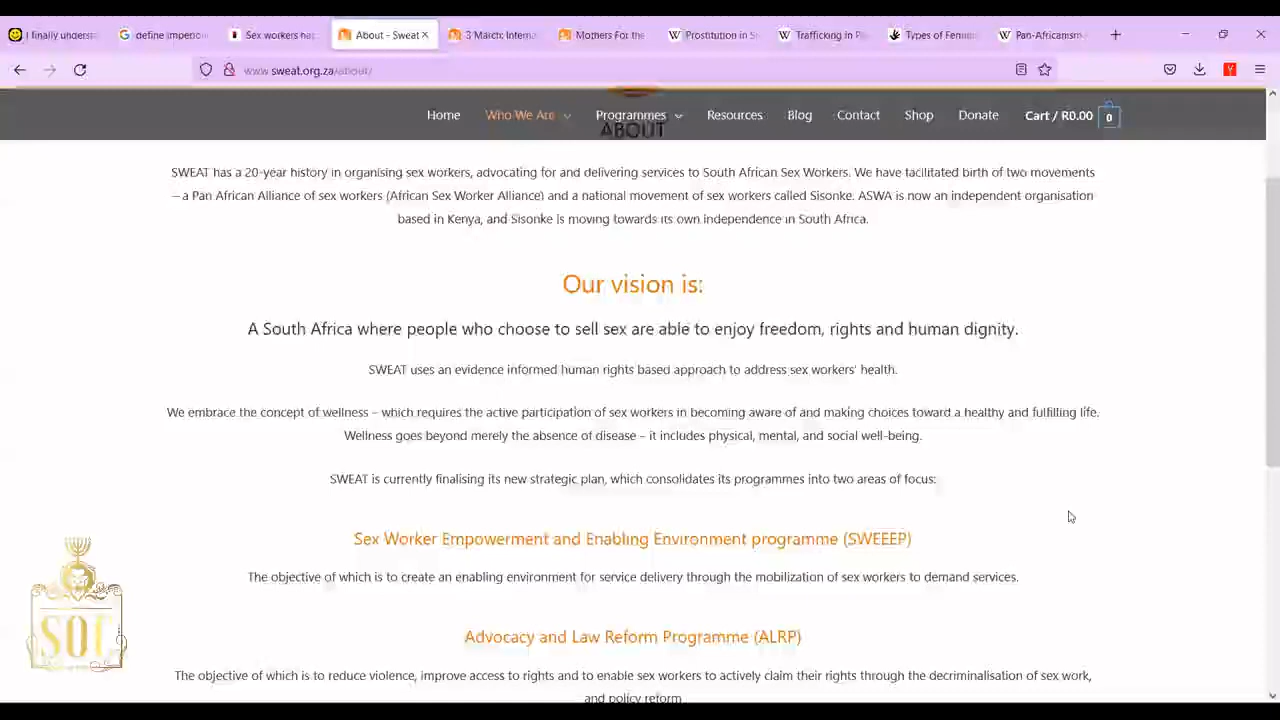 I finally underst
define imperio
Sex workers ha
About - Sweat
3 March: Interna
Mothers For the
Prostitution in S
Trafficking in P
Types of Femin
Pan-Africanism
www.sweat.org.za/about/
Home
Who We Are
Programmes
Resources
Blog
Contact
Shop
Donate
Cart / R0.00
0
ABOUT
SWEAT has a 20-year history in organising sex workers, advocating for and delivering services to South African Sex Workers. We have facilitated birth of two movements
– a Pan African Alliance of sex workers (African Sex Worker Alliance) and a national movement of sex workers called Sisonke. ASWA is now an independent organisation
based in Kenya, and Sisonke is moving towards its own independence in South Africa.
Our vision is:
A South Africa where people who choose to sell sex are able to enjoy freedom, rights and human dignity.
SWEAT uses an evidence informed human rights based approach to address sex workers' health.
We embrace the concept of wellness – which requires the active participation of sex workers in becoming aware of and making choices toward a healthy and fulfilling life.
Wellness goes beyond merely the absence of disease – it includes physical, mental, and social well-being.
SWEAT is currently finalising its new strategic plan, which consolidates its programmes into two areas of focus:
Sex Worker Empowerment and Enabling Environment programme (SWEEEP)
The objective of which is to create an enabling environment for service delivery through the mobilization of sex workers to demand services.
Advocacy and Law Reform Programme (ALRP)
The objective of which is to reduce violence, improve access to rights and to enable sex workers to actively claim their rights through the decriminalisation of sex work,
and policy reform
SOF